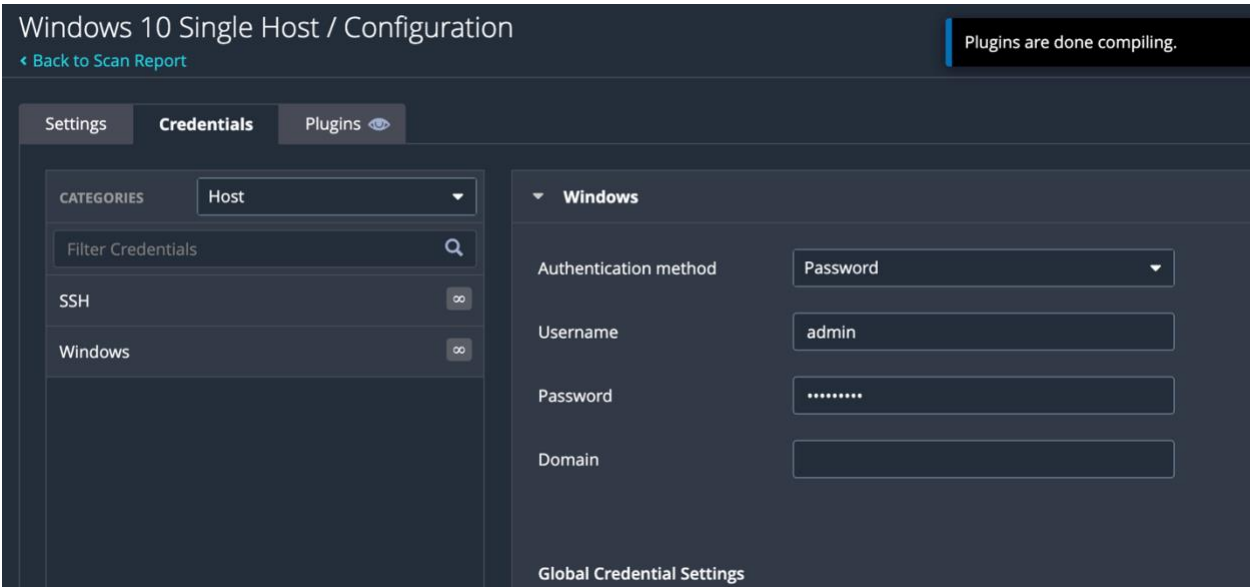 Windows 10 Single Host / Configuration
Back to Scan Report
Plugins are done compiling.
Settings
Credentials
Plugins
CATEGORIES
Host
Filter Credentials
SSH
∞
Windows
∞
Windows
Authentication method
Password
Username
admin
Password
•••••••••
Domain
Global Credential Settings